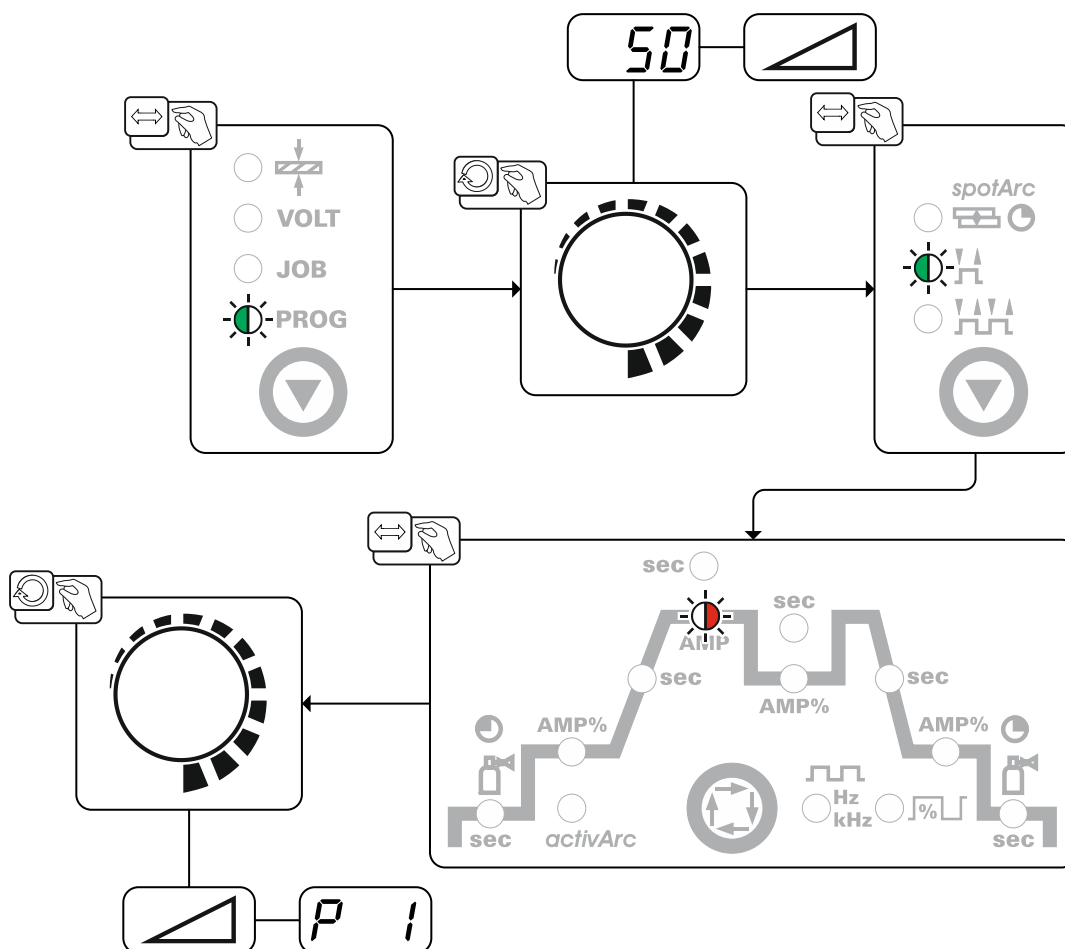 50
VOLT
JOB
PROG
spotArc
sec
AMP
sec
sec
AMP%
sec
AMP%
AMP%
sec
activArc
Hz
kHz
%
sec
P 1